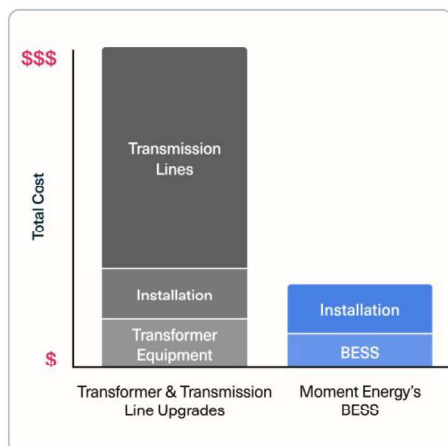 $$$
Total Cost
$
Transmission
Lines
Installation
Transformer
Equipment
Installation
BESS
Transformer & Transmission
Line Upgrades
Moment Energy's
BESS